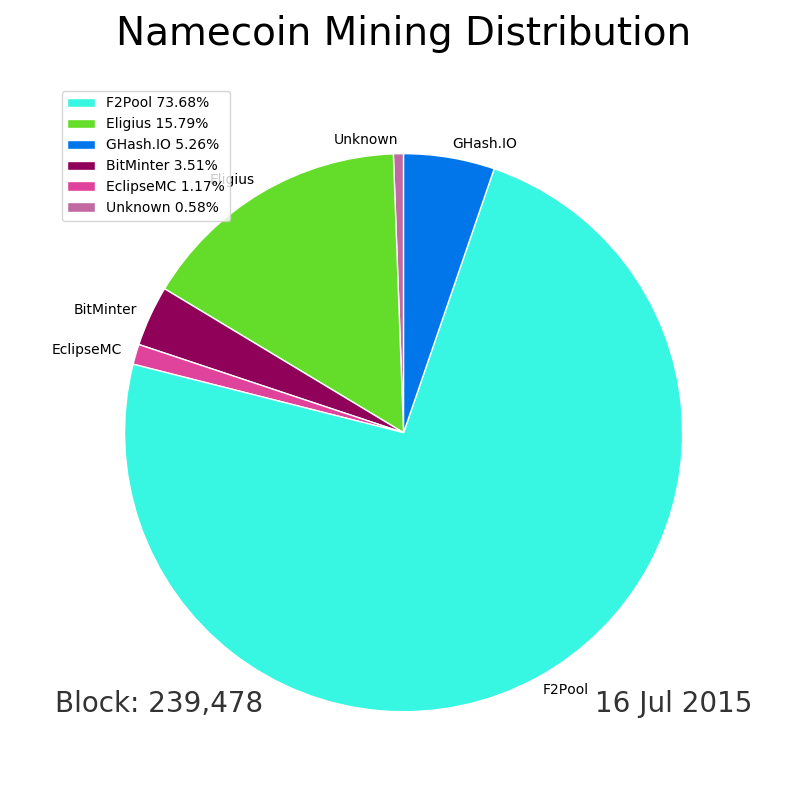 Namecoin Mining Distribution
F2Pool 73.68%
Eligius 15.79%
GHash.IO 5.26%
BitMinter 3.51%
EclipseMC 1.17%
Unknown 0.58%
Unknown
GHash.IO
Eligius
BitMinter
EclipseMC
F2Pool
Block: 239,478
16 Jul 2015